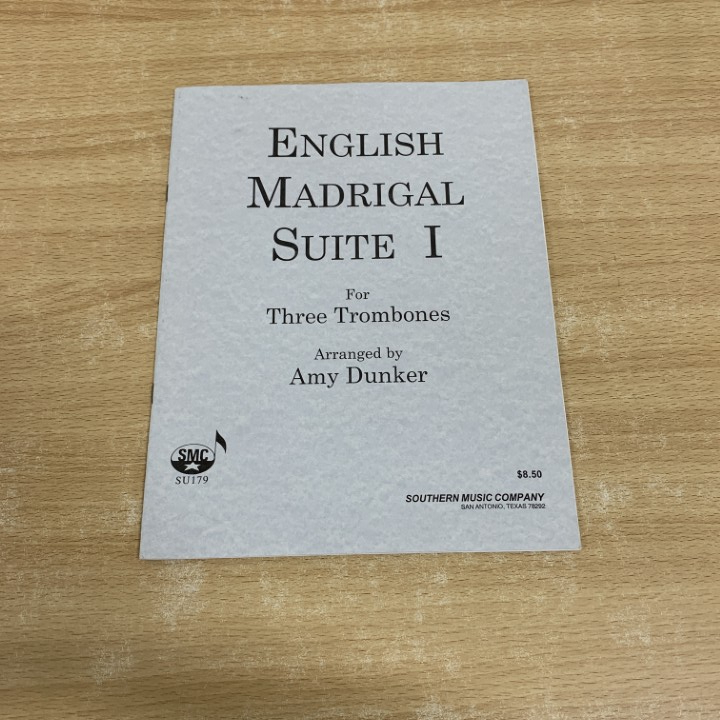 ENGLISH
MADRIGAL
SUITE I
For
Three Trombones
Arranged by
Amy Dunker
SMC
SU179
$8.50
SOUTHERN MUSIC COMPANY
SAN ANTONIO, TEXAS 78292